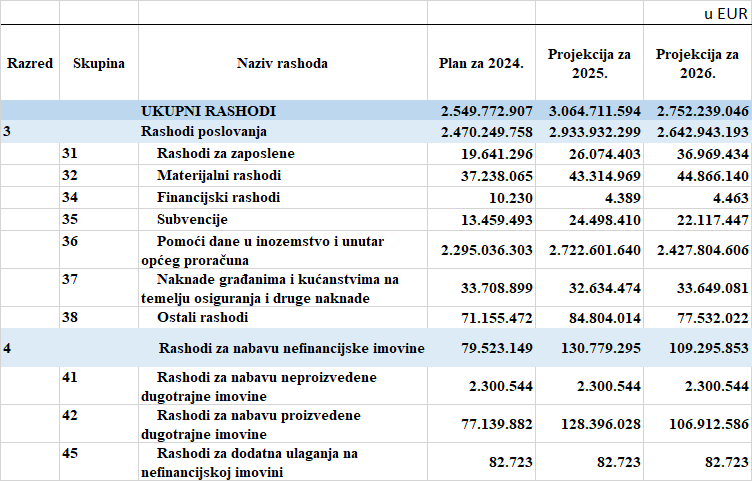 u EUR
Razred Skupina Naziv rashoda Plan za 2024. Projekcija za 2025. Projekcija za 2026.
UKUPNI RASHODI 2.549.772.907 3.064.711.594 2.752.239.046
3 Rashodi poslovanja 2.470.249.758 2.933.932.299 2.642.943.193
31 Rashodi za zaposlene 19.641.296 26.074.403 36.969.434
32 Materijalni rashodi 37.238.065 43.314.969 44.866.140
34 Financijski rashodi 10.230 4.389 4.463
35 Subvencije 13.459.493 24.498.410 22.117.447
36 Pomoći dane u inozemstvo i unutar
općeg proračuna 2.295.036.303 2.722.601.640 2.427.804.606
37 Naknade građanima i kućanstvima na
temelju osiguranja i druge naknade 33.708.899 32.634.474 33.649.081
38 Ostali rashodi 71.155.472 84.804.014 77.532.022
4 Rashodi za nabavu nefinancijske imovine 79.523.149 130.779.295 109.295.853
41 Rashodi za nabavu neproizvedene
dugotrajne imovine 2.300.544 2.300.544 2.300.544
42 Rashodi za nabavu proizvedene
dugotrajne imovine 77.139.882 128.396.028 106.912.586
45 Rashodi za dodatna ulaganja na
nefinancijskoj imovini 82.723 82.723 82.723